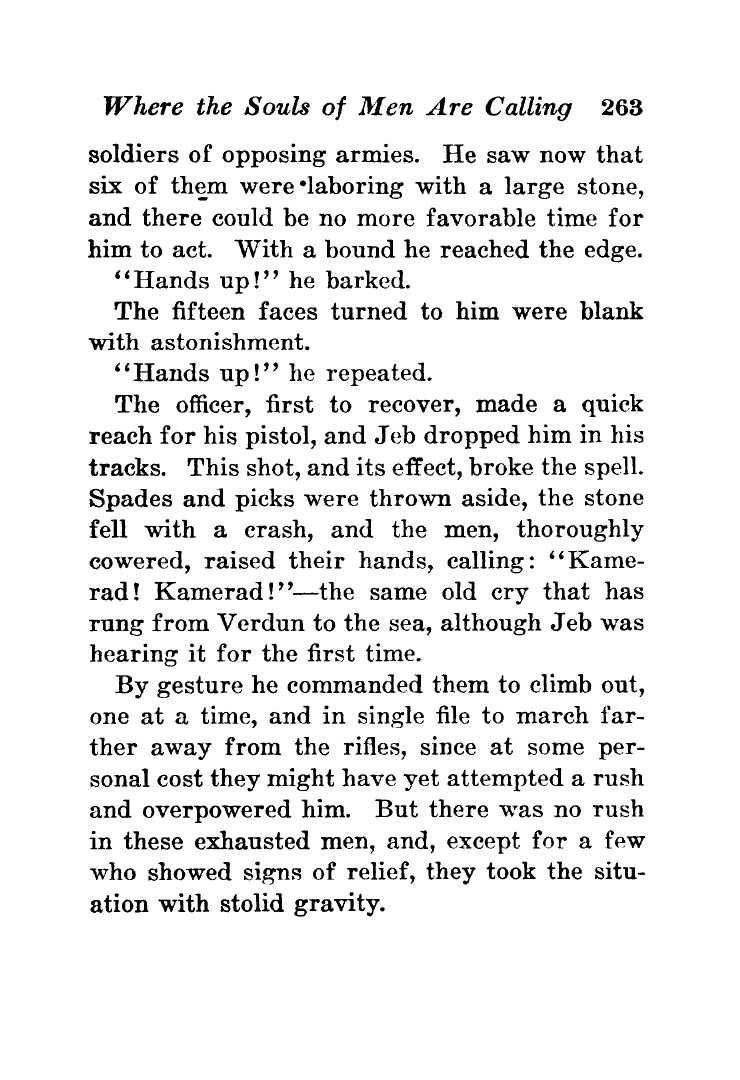 Where the Souls of Men Are Calling 263
soldiers of opposing armies. He saw now that
six of them were laboring with a large stone,
and there could be no more favorable time for
him to act. With a bound he reached the edge.
“Hands up!” he barked.
The fifteen faces turned to him were blank
with astonishment.
“Hands up!” he repeated.
The officer, first to recover, made a quick
reach for his pistol, and Jeb dropped him in his
tracks. This shot, and its effect, broke the spell.
Spades and picks were thrown aside, the stone
fell with a crash, and the men, thoroughly
cowered, raised their hands, calling: “Kame-
rad! Kamerad!”—the same old cry that has
rung from Verdun to the sea, although Jeb was
hearing it for the first time.
By gesture he commanded them to climb out,
one at a time, and in single file to march far-
ther away from the rifles, since at some per-
sonal cost they might have yet attempted a rush
and overpowered him. But there was no rush
in these exhausted men, and, except for a few
who showed signs of relief, they took the situ-
ation with stolid gravity.